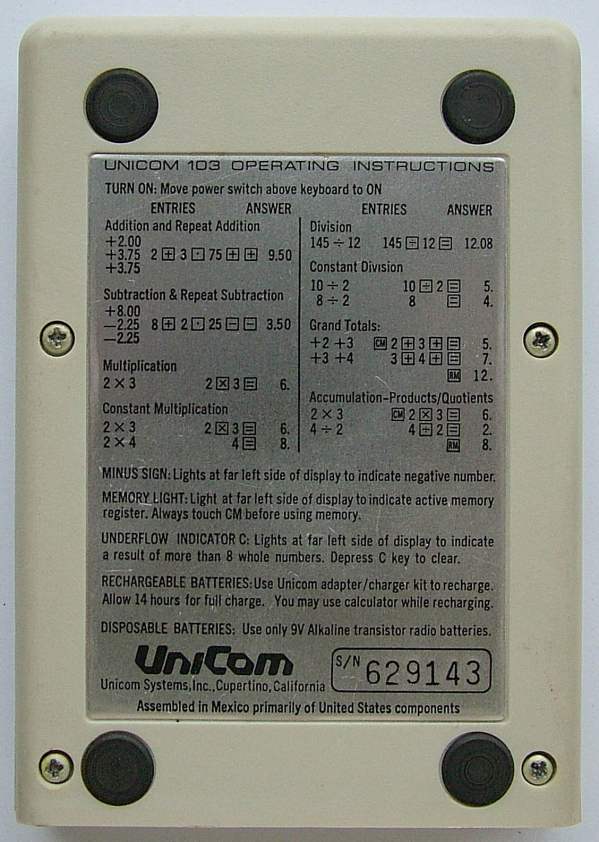 UNICOM 103 OPERATING INSTRUCTIONS
TURN ON: Move power switch above keyboard to ON
ENTRIES ANSWER
Addition and Repeat Addition
+2.00
+3.75 2 + 3 . 75 + + 9.50
+3.75
Subtraction & Repeat Subtraction
+8.00
—2.25 8 + 2 . 25 — — 3.50
—2.25
Multiplication
2 × 3 2 × 3 = 6.
Constant Multiplication
2 × 3 2 × 3 = 6.
2 × 4 4 = 8.
ENTRIES ANSWER
Division
145 ÷ 12 145 ÷ 12 = 12.08
Constant Division
10 ÷ 2 10 ÷ 2 = 5.
8 ÷ 2 8 = 4.
Grand Totals:
+2 +3 CM 2 + 3 + = 5.
+3 +4 3 + 4 + = 7.
RM 12.
Accumulation-Products/Quotients
2 × 3 CM 2 × 3 = 6.
4 ÷ 2 4 ÷ 2 = 2.
RM 8.
MINUS SIGN: Lights at far left side of display to indicate negative number.
MEMORY LIGHT: Light at far left side of display to indicate active memory
register. Always touch CM before using memory.
UNDERFLOW INDICATOR C: Lights at far left side of display to indicate
a result of more than 8 whole numbers. Depress C key to clear.
RECHARGEABLE BATTERIES: Use Unicom adapter/charger kit to recharge.
Allow 14 hours for full charge. You may use calculator while recharging.
DISPOSABLE BATTERIES: Use only 9V Alkaline transistor radio batteries.
UniCom
Unicom Systems, Inc., Cupertino, California
S/N 629143
Assembled in Mexico primarily of United States components